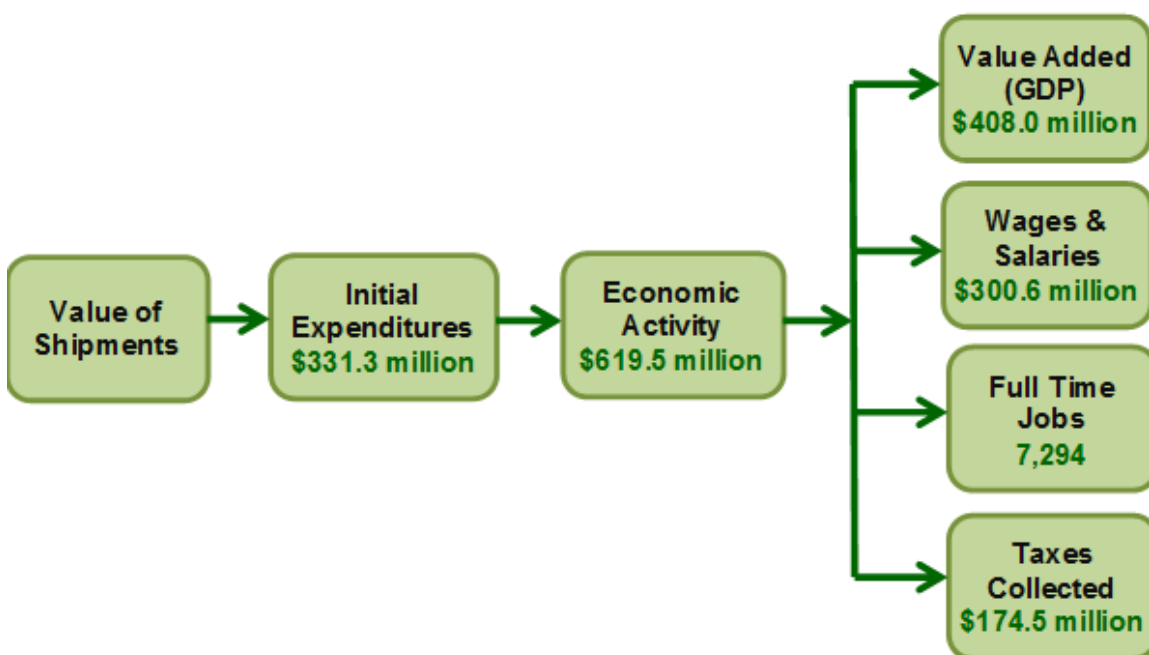 Value of
Shipments
Initial
Expenditures
$331.3 million
Economic
Activity
$619.5 million
Value Added
(GDP)
$408.0 million
Wages &
Salaries
$300.6 million
Full Time
Jobs
7,294
Taxes
Collected
$174.5 million